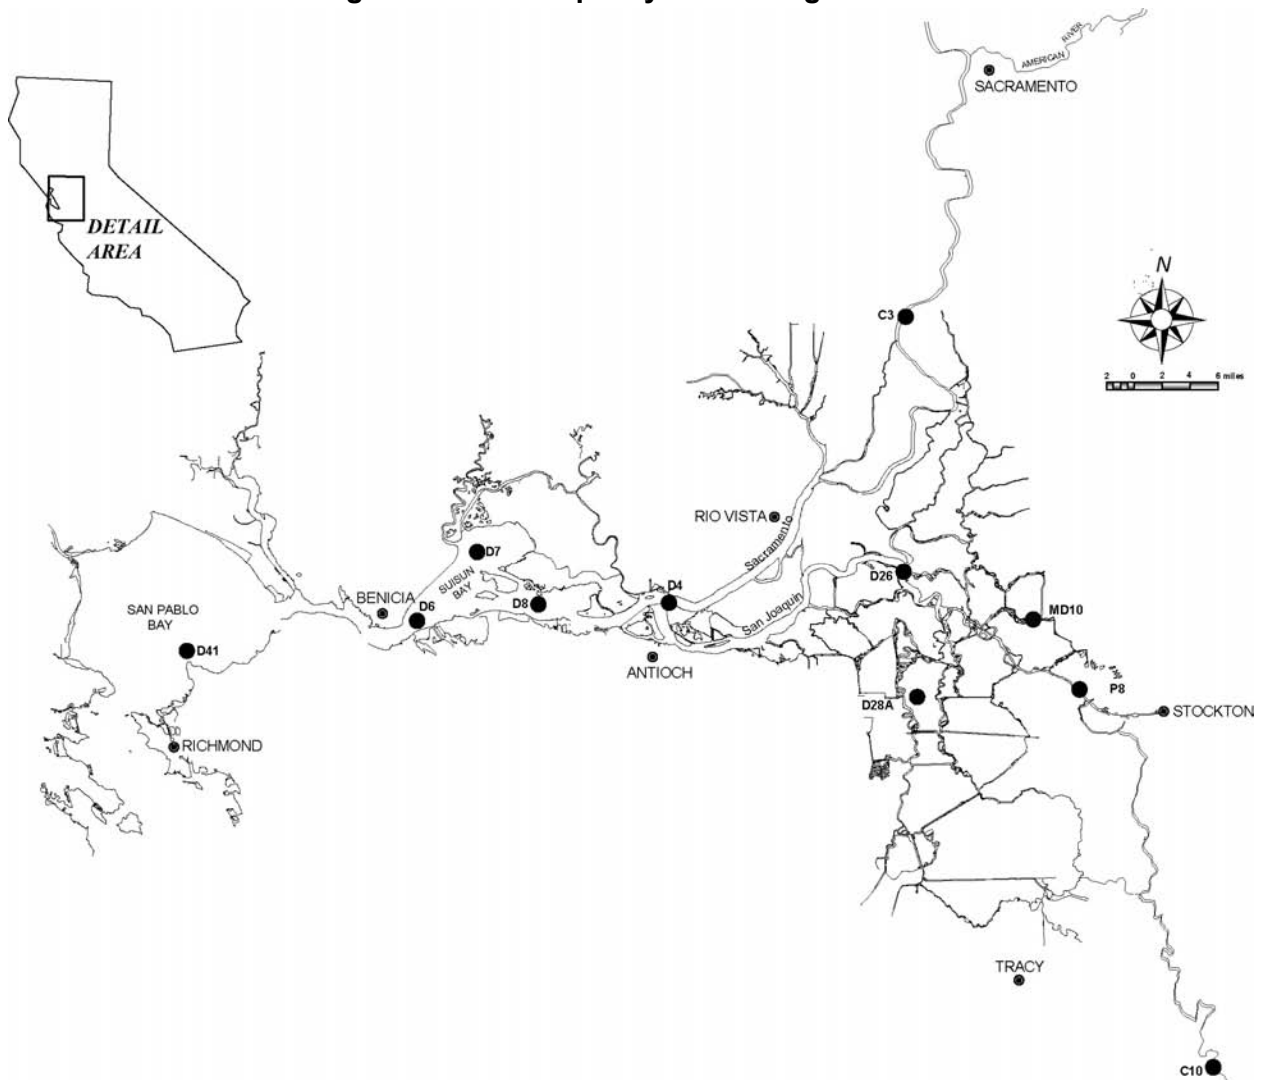 RIVER
AMERICAN
SACRAMENTO
DETAIL
AREA
N
C3
2 0 2 4 6 miles
RIO VISTA
Sacramento
D7
SUISUN
BAY
D26
D4
BENICIA
D8
D6
SAN PABLO
BAY
San Joaquin
MD10
D41
ANTIOCH
P8
D28A
STOCKTON
RICHMOND
TRACY
C10